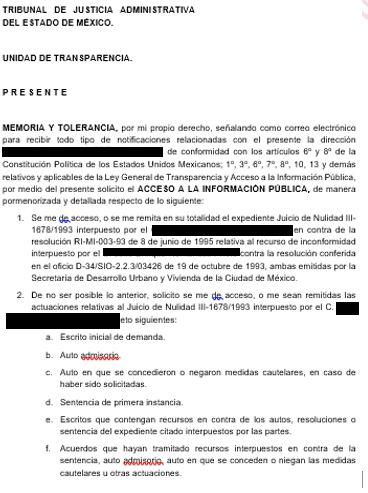 TRIBUNAL DE JUSTICIA ADMINISTRATIVA
DEL ESTADO DE MÉXICO.
UNIDAD DE TRANSPARENCIA.
P R E S E N T E
MEMORIA Y TOLERANCIA, por mi propio derecho, señalando como correo electrónico
para recibir todo tipo de notificaciones relacionadas con el presente la dirección
de conformidad con los artículos 6º y 8º de la
Constitución Política de los Estados Unidos Mexicanos; 1º, 3º, 6º, 7º, 8º, 10, 13 y demás
relativos y aplicables de la Ley General de Transparencia y Acceso a la Información Pública,
por medio del presente solicito el ACCESO A LA INFORMACIÓN PÚBLICA, de manera
pormenorizada y detallada respecto de lo siguiente:
1. Se me de acceso, o se me remita en su totalidad el expediente Juicio de Nulidad III-
1678/1993 interpuesto por el en contra de la
resolución RI-MI-003-93 de 8 de junio de 1995 relativa al recurso de inconformidad
interpuesto por el contra la resolución conferida
en el oficio D-34/SIO-2.2.3/03426 de 19 de octubre de 1993, ambas emitidas por la
Secretaría de Desarrollo Urbano y Vivienda de la Ciudad de México.
2. De no ser posible lo anterior, solicito se me de acceso, o me sean remitidas las
actuaciones relativas al Juicio de Nulidad III-1678/1993 interpuesto por el C.
eto siguientes:
a. Escrito inicial de demanda.
b. Auto admisorio.
c. Auto en que se concedieron o negaron medidas cautelares, en caso de
haber sido solicitadas.
d. Sentencia de primera instancia.
e. Escritos que contengan recursos en contra de los autos, resoluciones o
sentencia del expediente citado interpuestos por las partes.
f. Acuerdos que hayan tramitado recursos interpuestos en contra de la
sentencia, auto admisorio, auto en que se conceden o niegan las medidas
cautelares u otras actuaciones.